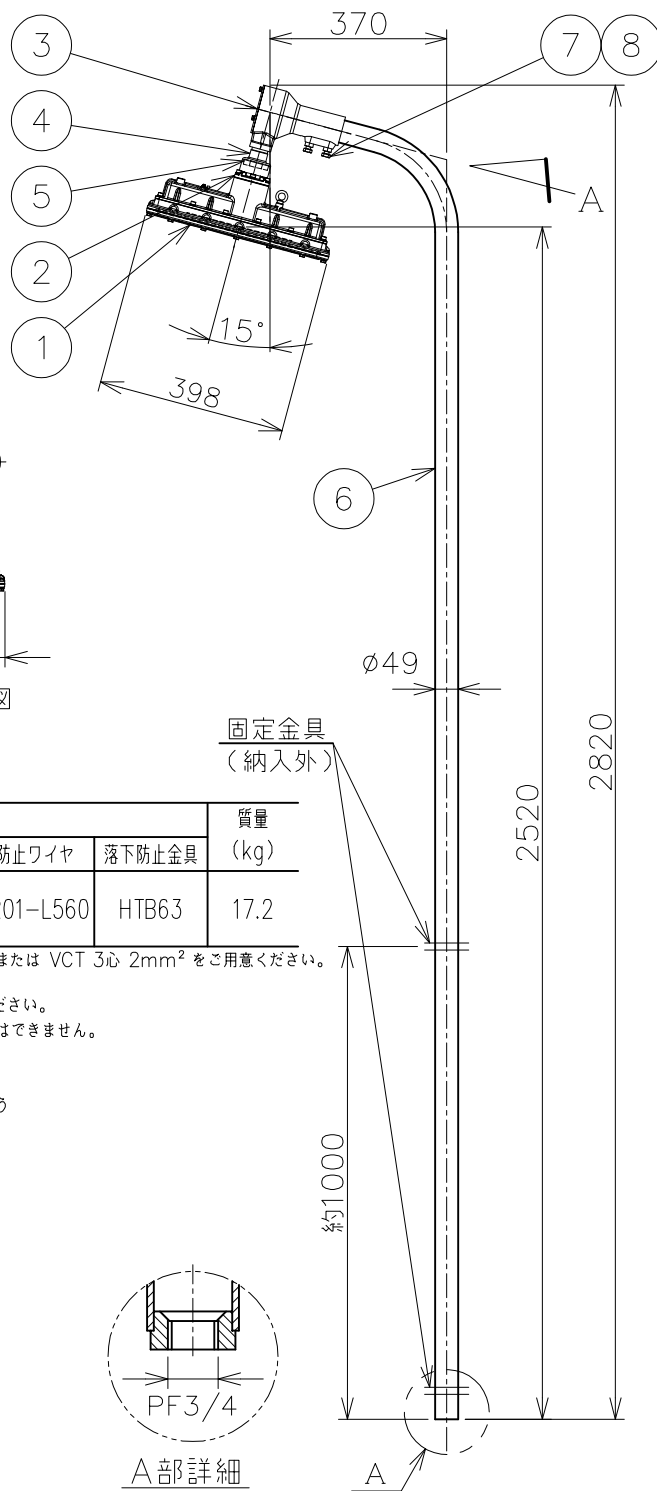 370
3
7 8
4
5
A
2
1
15°
398
6
φ49
図
固定金具
(納入外)
2820
2520
質量
(kg)
防止ワイヤ 落下防止金具
201-L560 HTB63 17.2
または VCT 3心 2mm² をご用意ください。
ださい。
はできません。
う
約1000
PF3/4
A部詳細
A